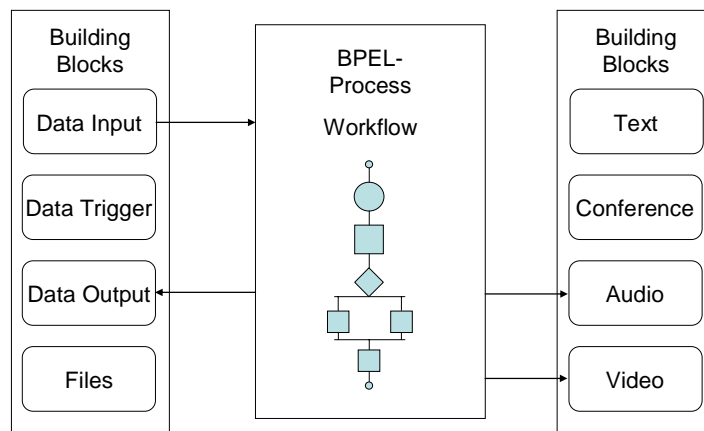 Building
Blocks
Data Input
Data Trigger
Data Output
Files
BPEL-
Process
Workflow
Building
Blocks
Text
Conference
Audio
Video